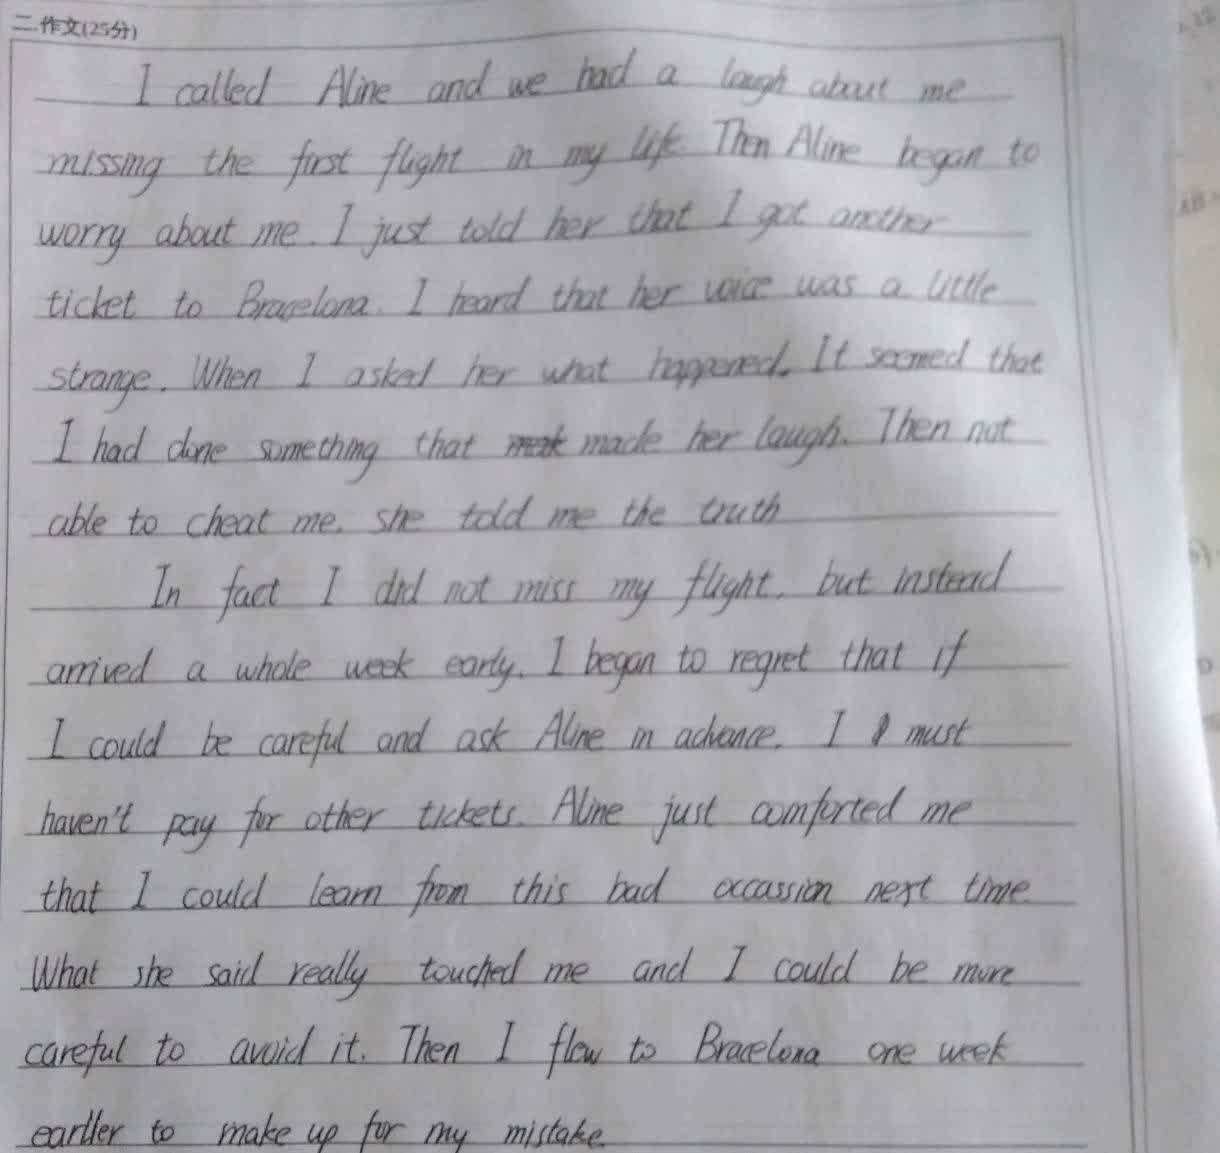 二.作文(25分)
I called Aline and we had a laugh about me
missing the first flight in my life. Then Aline began to
worry about me. I just told her that I got another
ticket to Bracelona. I heard that her voice was a little
strange. When I asked her what happened. It seemed that
I had done something that made her laugh. Then not
able to cheat me. she told me the truth
In fact I did not miss my flight. but instead
arrived a whole week early. I began to regret that if
I could be careful and ask Aline in advance. I must
haven't pay for other tickets. Aline just comforted me
that I could learn from this bad occassion next time.
What she said really touched me and I could be more
careful to avoid it. Then I flew to Bracelona one week
eartler to make up for my mistake.